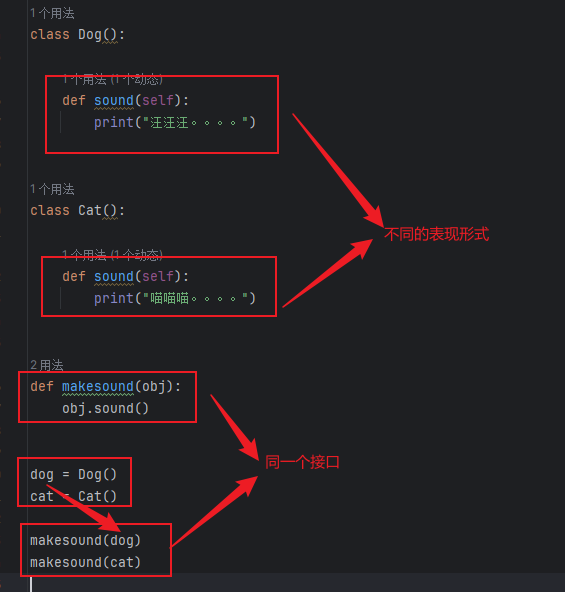 1 个用法
class Dog():
1 个用法 (1 个动态)
def sound(self):
print("汪汪汪。。。。")
1 个用法
class Cat():
不同的表现形式
1 个用法 (1 个动态)
def sound(self):
print("喵喵喵。。。。")
2 用法
def makesound(obj):
obj.sound()
同一个接口
dog = Dog()
cat = Cat()
makesound(dog)
makesound(cat)